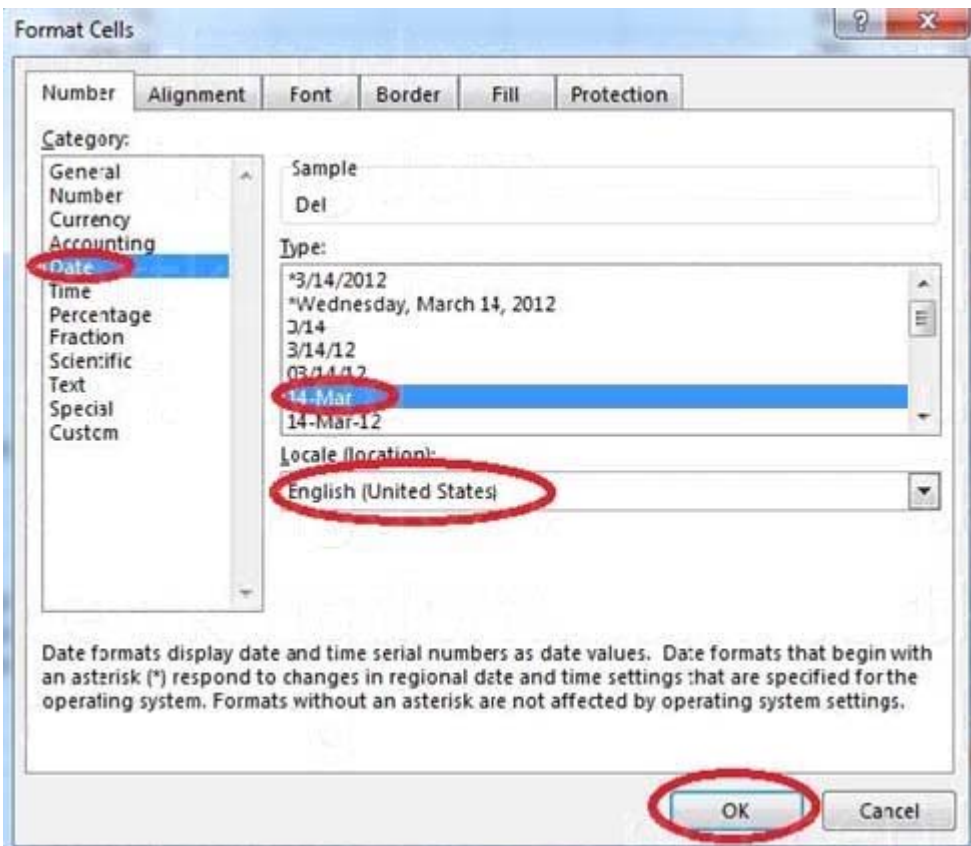 Format Cells
Number Alignment Font Border Fill Protection
Category:
General
Number
Currency
Accounting
Date
Time
Percentage
Fraction
Scientific
Text
Special
Custom
Sample
Del
Type:
*3/14/2012
*Wednesday, March 14, 2012
3/14
3/14/12
03/14/12
14-Mar
14-Mar-12
Locale (location):
English (United States)
Date formats display date and time serial numbers as date values. Date formats that begin with
an asterisk (*) respond to changes in regional date and time settings that are specified for the
operating system. Formats without an asterisk are not affected by operating system settings.
OK Cancel